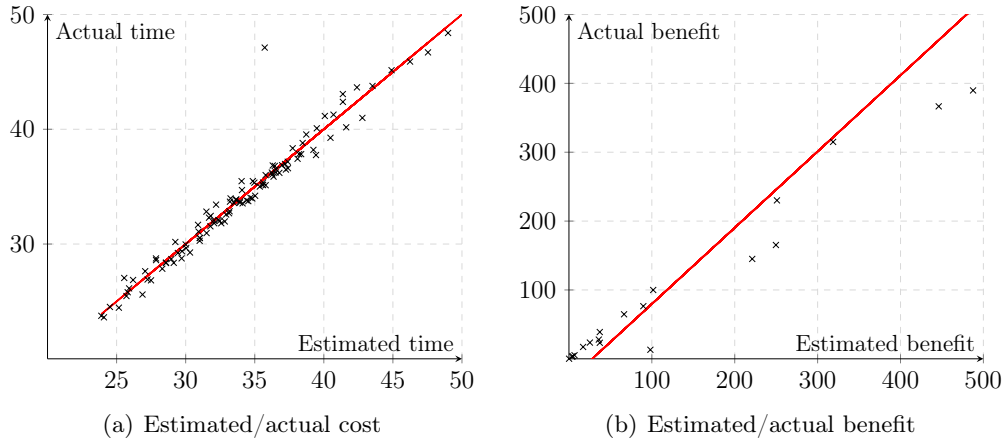 50
Actual time
40
30
Estimated time
25 30 35 40 45 50
(a) Estimated/actual cost
500
Actual benefit
400
300
200
100
Estimated benefit
100 200 300 400 500
(b) Estimated/actual benefit